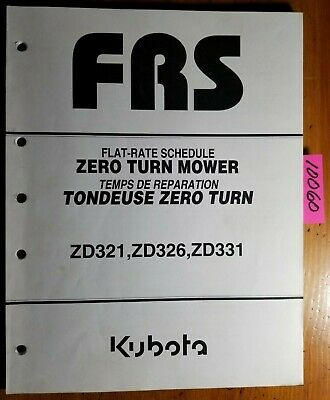 FRS
FLAT-RATE SCHEDULE
ZERO TURN MOWER
TEMPS DE REPARATION
TONDEUSE ZERO TURN
ZD321,ZD326,ZD331
Kubota
10060